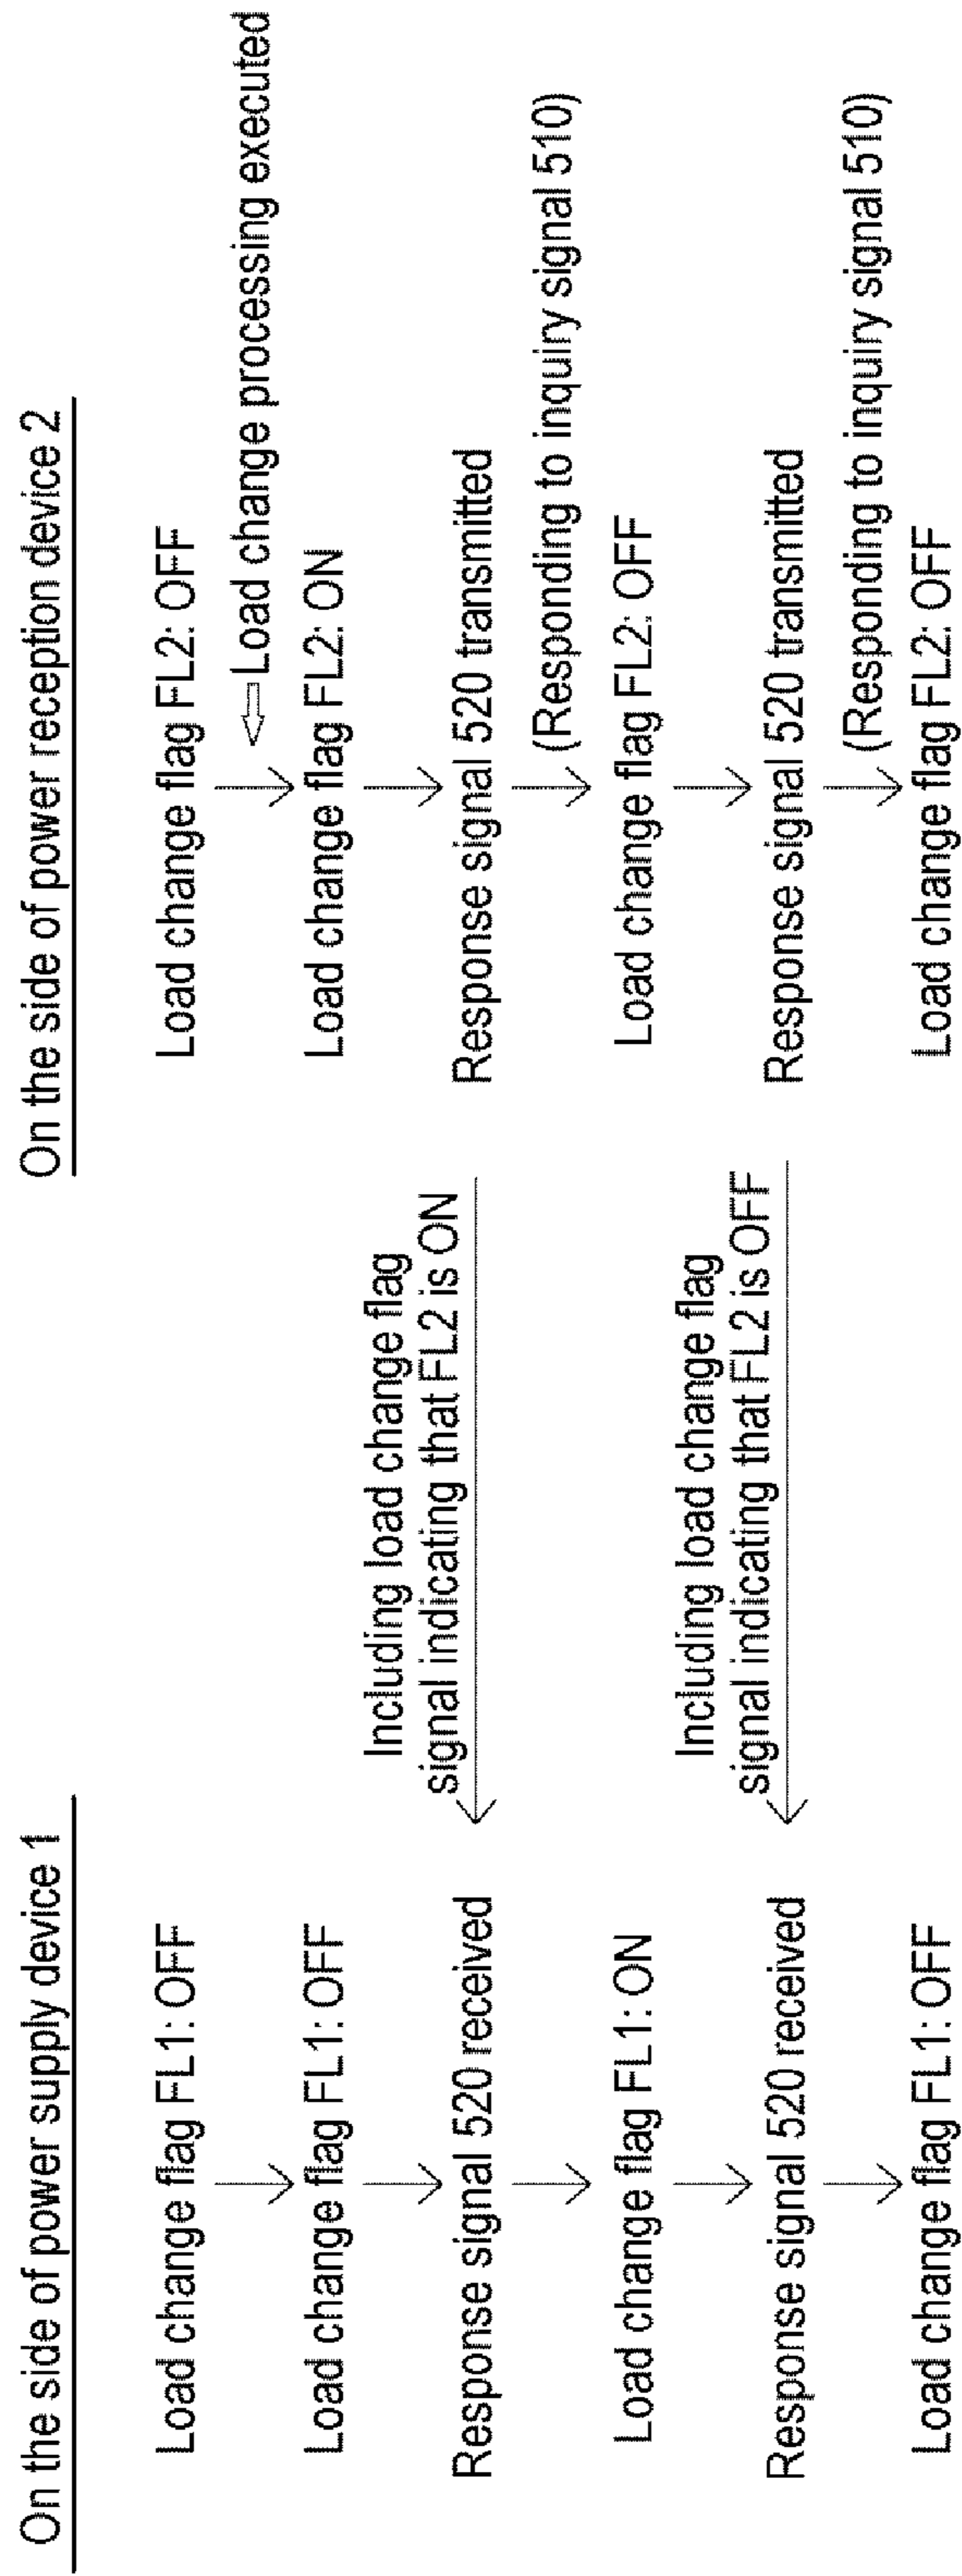 On the side of power supply device 1
Load change flag FL1: OFF
Load change flag FL1: OFF
Response signal 520 received
Load change flag FL1: ON
Response signal 520 received
Load change flag FL1: OFF
Including load change flag
signal indicating that FL2 is ON
Including load change flag
signal indicating that FL2 is OFF
On the side of power reception device 2
Load change flag FL2: OFF
Load change processing executed
Load change flag FL2: ON
Response signal 520 transmitted
(Responding to inquiry signal 510)
Load change flag FL2: OFF
Response signal 520 transmitted
(Responding to inquiry signal 510)
Load change flag FL2: OFF